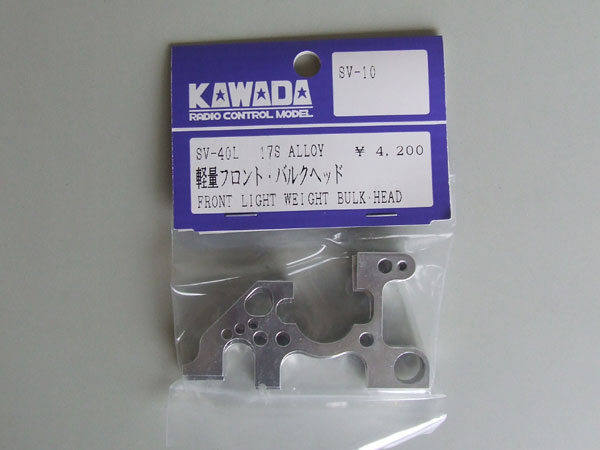 KAWADA
RADIO CONTROL MODEL
SV-10
SV-40L 17S ALLOY ¥ 4,200
軽量フロント・バルクヘッド
FRONT LIGHT WEIGHT BULK·HEAD